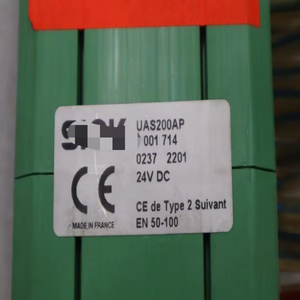 UAS200AP
001 714
0237 2201
24V DC
CE
CE de Type 2 Suivant
MADE IN FRANCE
EN 50-100